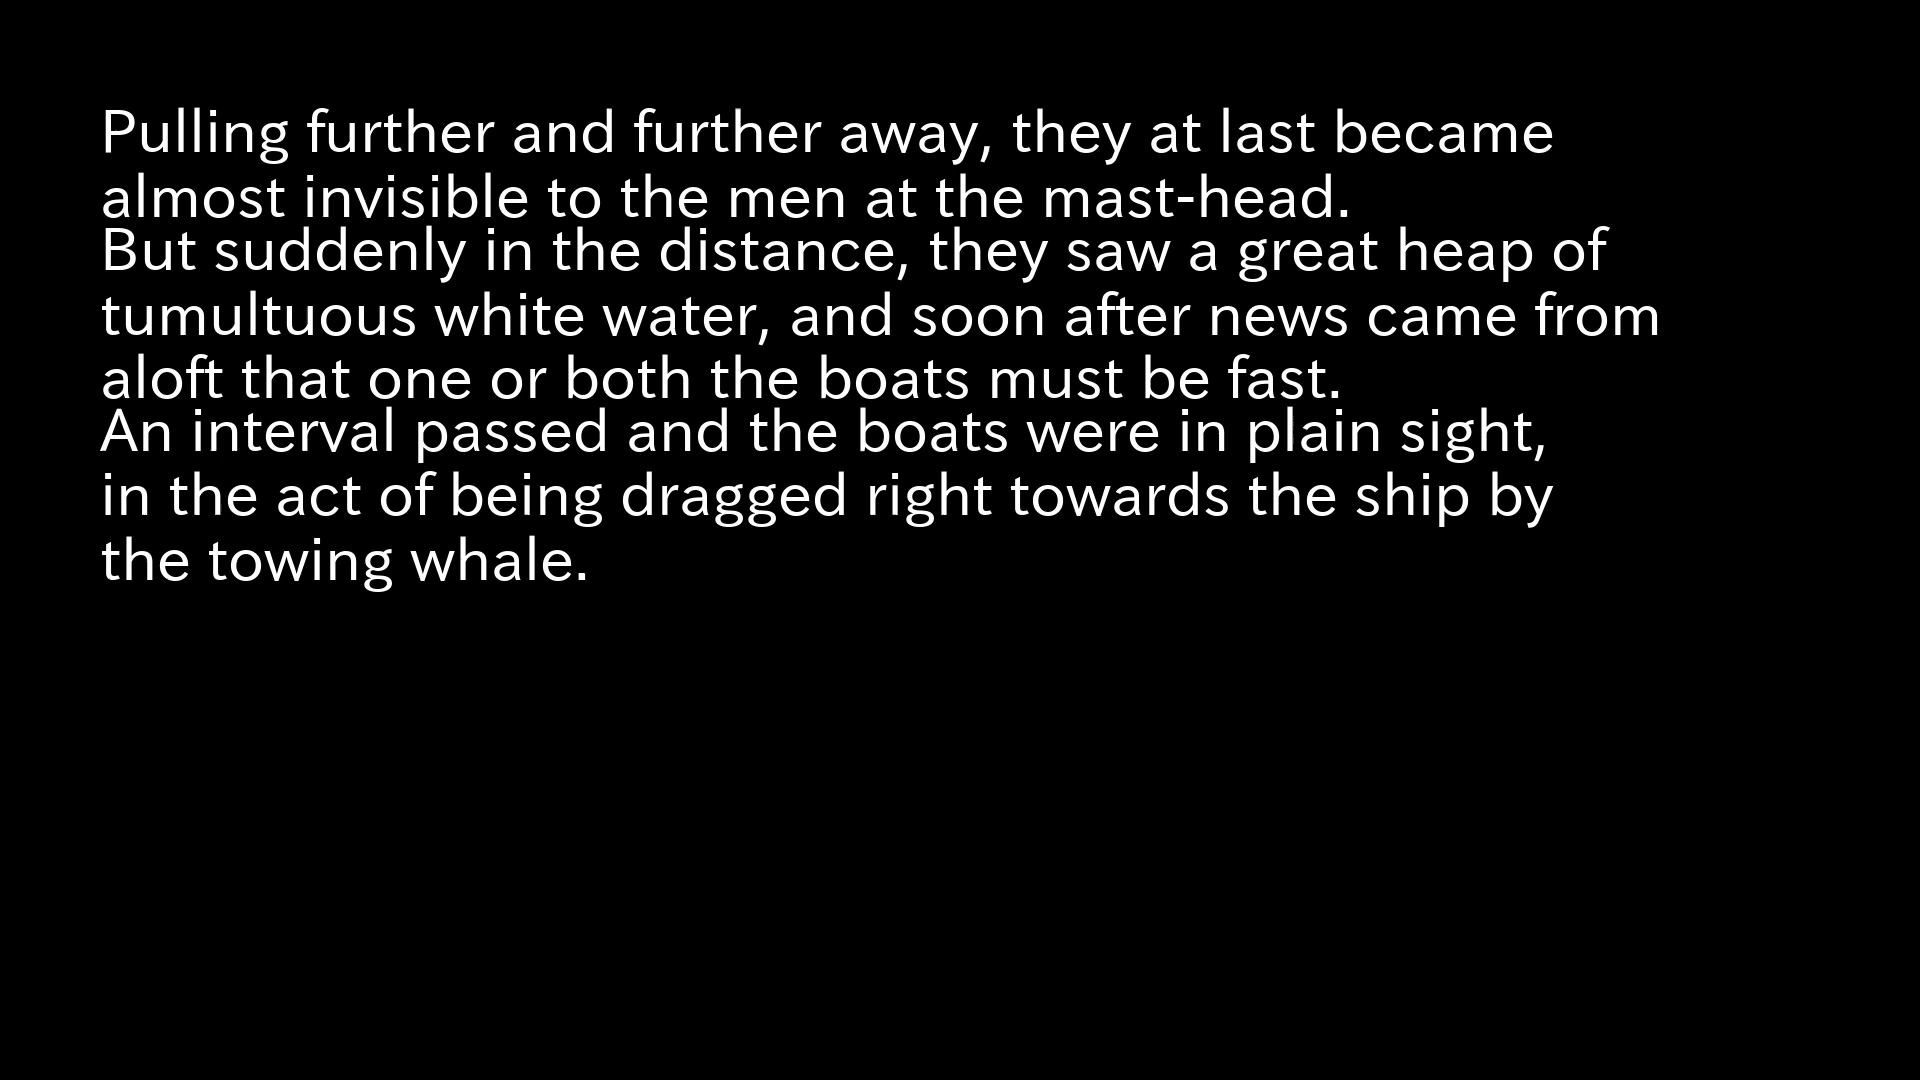 Pulling further and further away, they at last became
almost invisible to the men at the mast-head.
But suddenly in the distance, they saw a great heap of
tumultuous white water, and soon after news came from
aloft that one or both the boats must be fast.
An interval passed and the boats were in plain sight,
in the act of being dragged right towards the ship by
the towing whale.